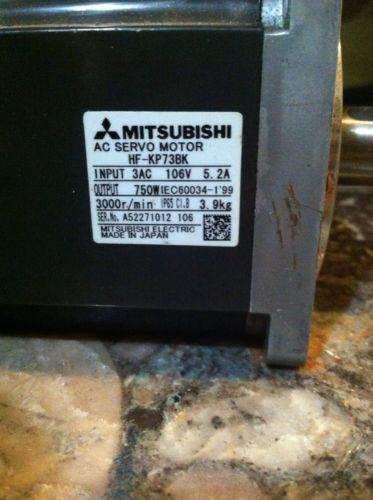 MITSUBISHI
AC SERVO MOTOR
HF-KP73BK
INPUT 3AC 106V 5.2A
OUTPUT 750W IEC60034-1'99
3000r/min IP65 Cl.B 3.9kg
SER.No. A52271012 106
MITSUBISHI ELECTRIC
MADE IN JAPAN